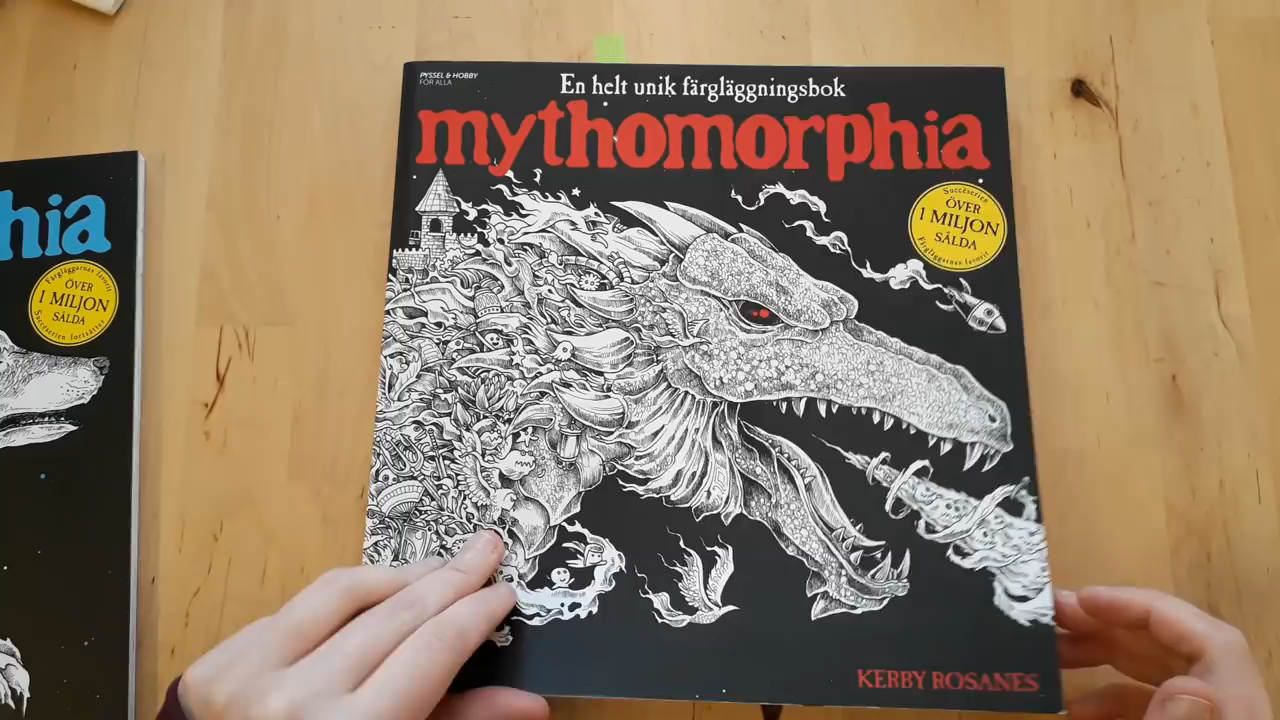 PYSSEL & HOBBY
FÖR ALLA
En helt unik färgläggningsbok
mythomorphia
Succéserien
ÖVER
1 MILJON
SÅLDA
Färgläggarnas favorit
KERBY ROSANES
hia
Färgläggarnas favorit
ÖVER
1 MILJON
SÅLDA
Succéserien fortsätter